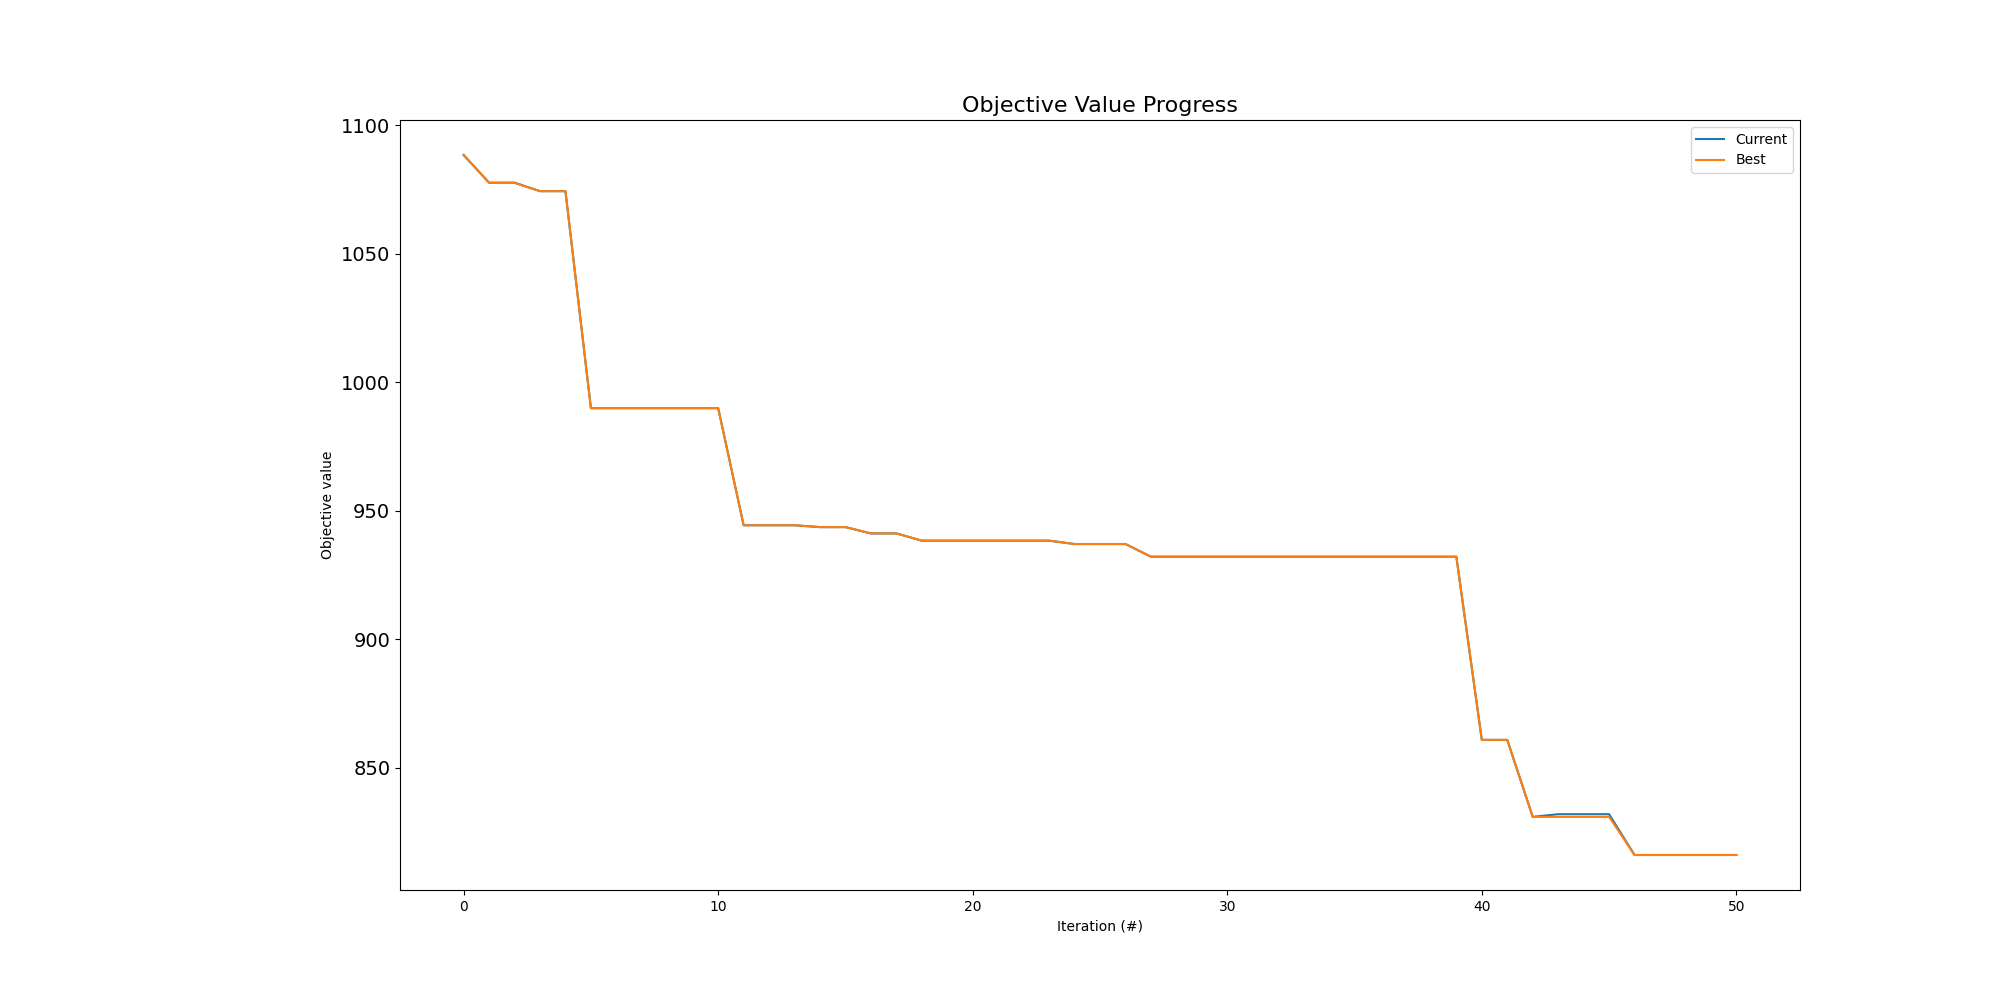 Objective Value Progress
1100
1050
1000
950
900
850
Objective value
Current
Best
0 10 20 30 40 50
Iteration (#)